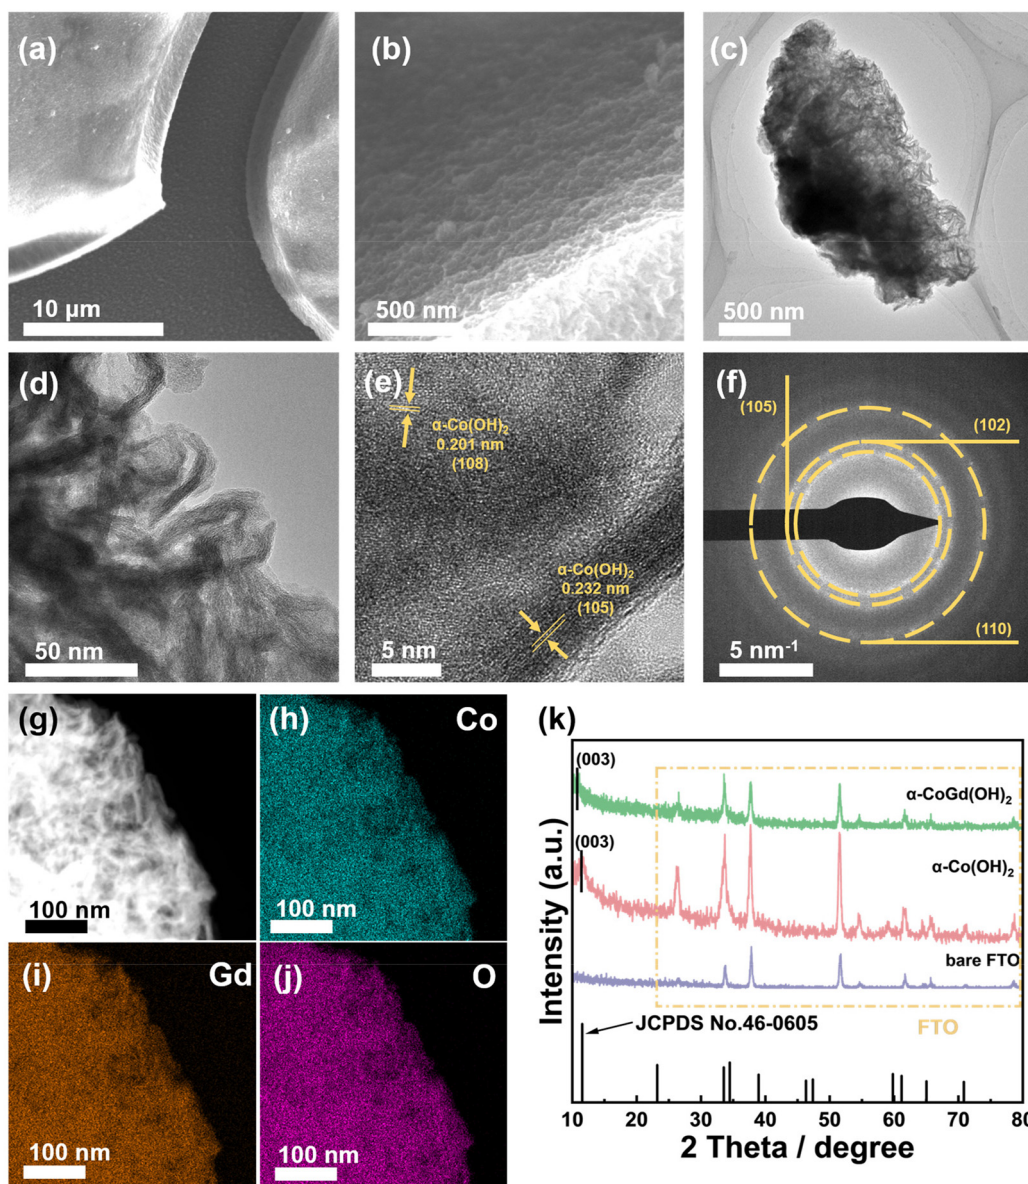 (a)
10 µm
(b)
500 nm
(c)
500 nm
(d)
50 nm
(e)
α-Co(OH)2
0.201 nm
(108)
α-Co(OH)2
0.232 nm
(105)
5 nm
(f)
(105)
(102)
(110)
5 nm-1
(g)
100 nm
(h)
Co
100 nm
(i)
Gd
100 nm
(j)
O
100 nm
(k)
(003)
α-CoGd(OH)2
(003)
α-Co(OH)2
bare FTO
FTO
JCPDS No.46-0605
Intensity (a.u.)
10 20 30 40 50 60 70 80
2 Theta / degree